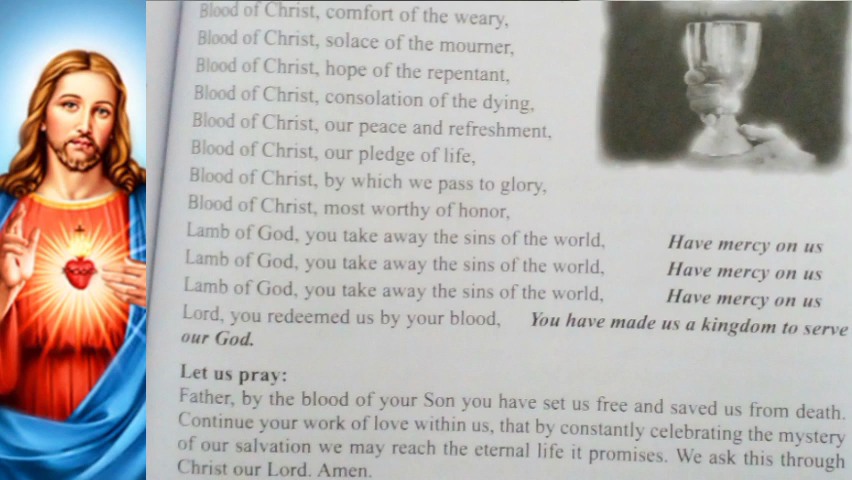 Blood of Christ, comfort of the weary,
Blood of Christ, solace of the mourner,
Blood of Christ, hope of the repentant,
Blood of Christ, consolation of the dying,
Blood of Christ, our peace and refreshment,
Blood of Christ, our pledge of life,
Blood of Christ, by which we pass to glory,
Blood of Christ, most worthy of honor,
Lamb of God, you take away the sins of the world, Have mercy on us
Lamb of God, you take away the sins of the world, Have mercy on us
Lamb of God, you take away the sins of the world, Have mercy on us
Lord, you redeemed us by your blood, You have made us a kingdom to serve
our God.
Let us pray:
Father, by the blood of your Son you have set us free and saved us from death.
Continue your work of love within us, that by constantly celebrating the mystery
of our salvation we may reach the eternal life it promises. We ask this through
Christ our Lord. Amen.